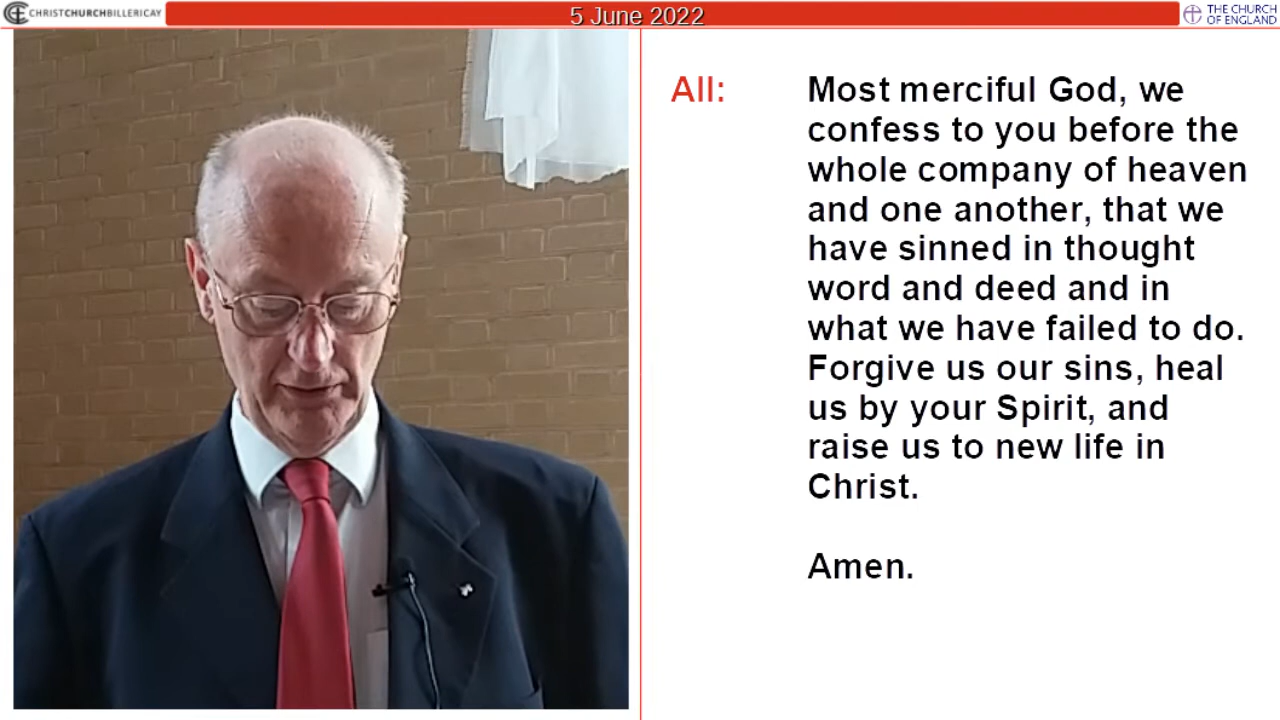 CHRISTCHURCHBILLERICAY
5 June 2022
THE CHURCH
OF ENGLAND
All:
Most merciful God, we
confess to you before the
whole company of heaven
and one another, that we
have sinned in thought
word and deed and in
what we have failed to do.
Forgive us our sins, heal
us by your Spirit, and
raise us to new life in
Christ.
Amen.